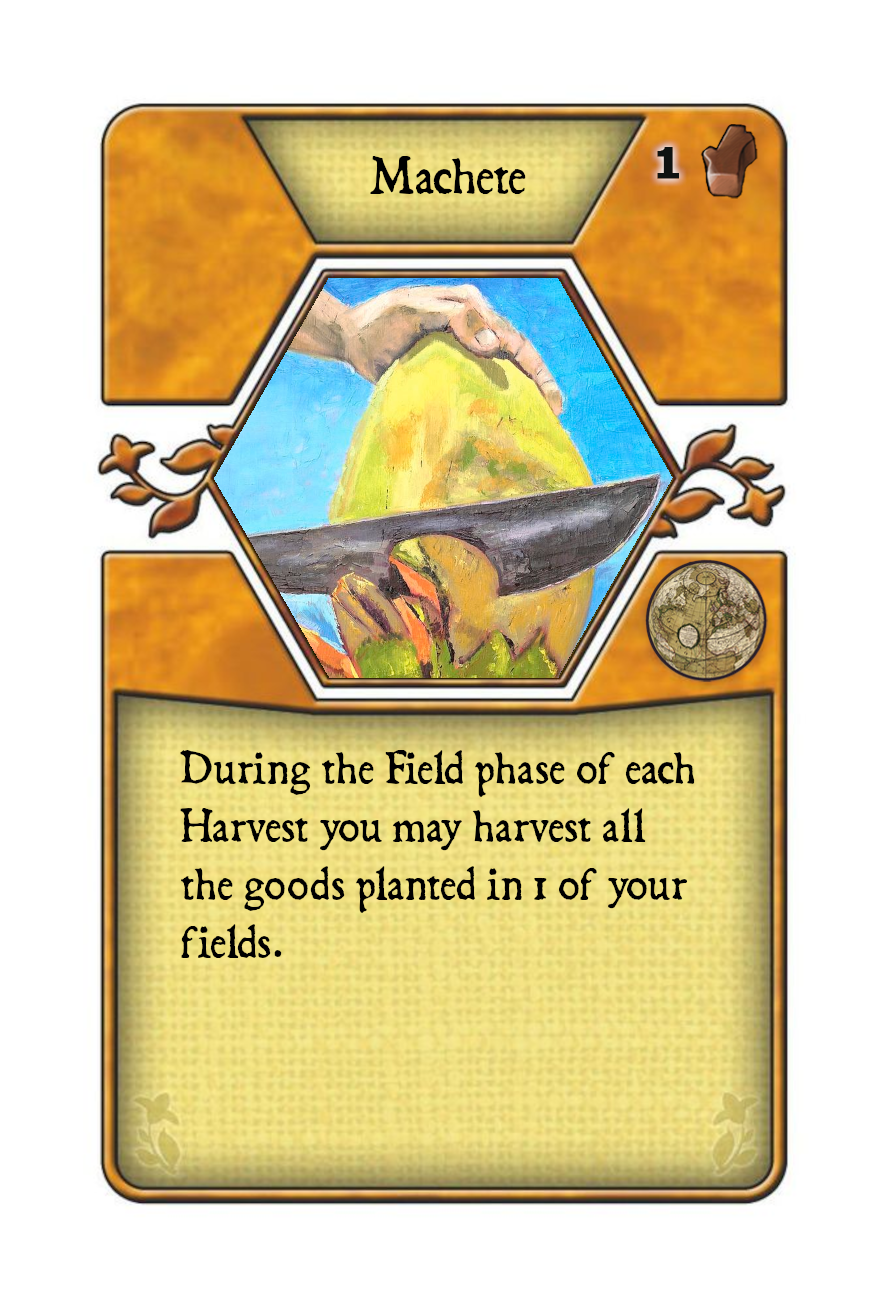 Machete
1
During the Field phase of each
Harvest you may harvest all
the goods planted in 1 of your
fields.